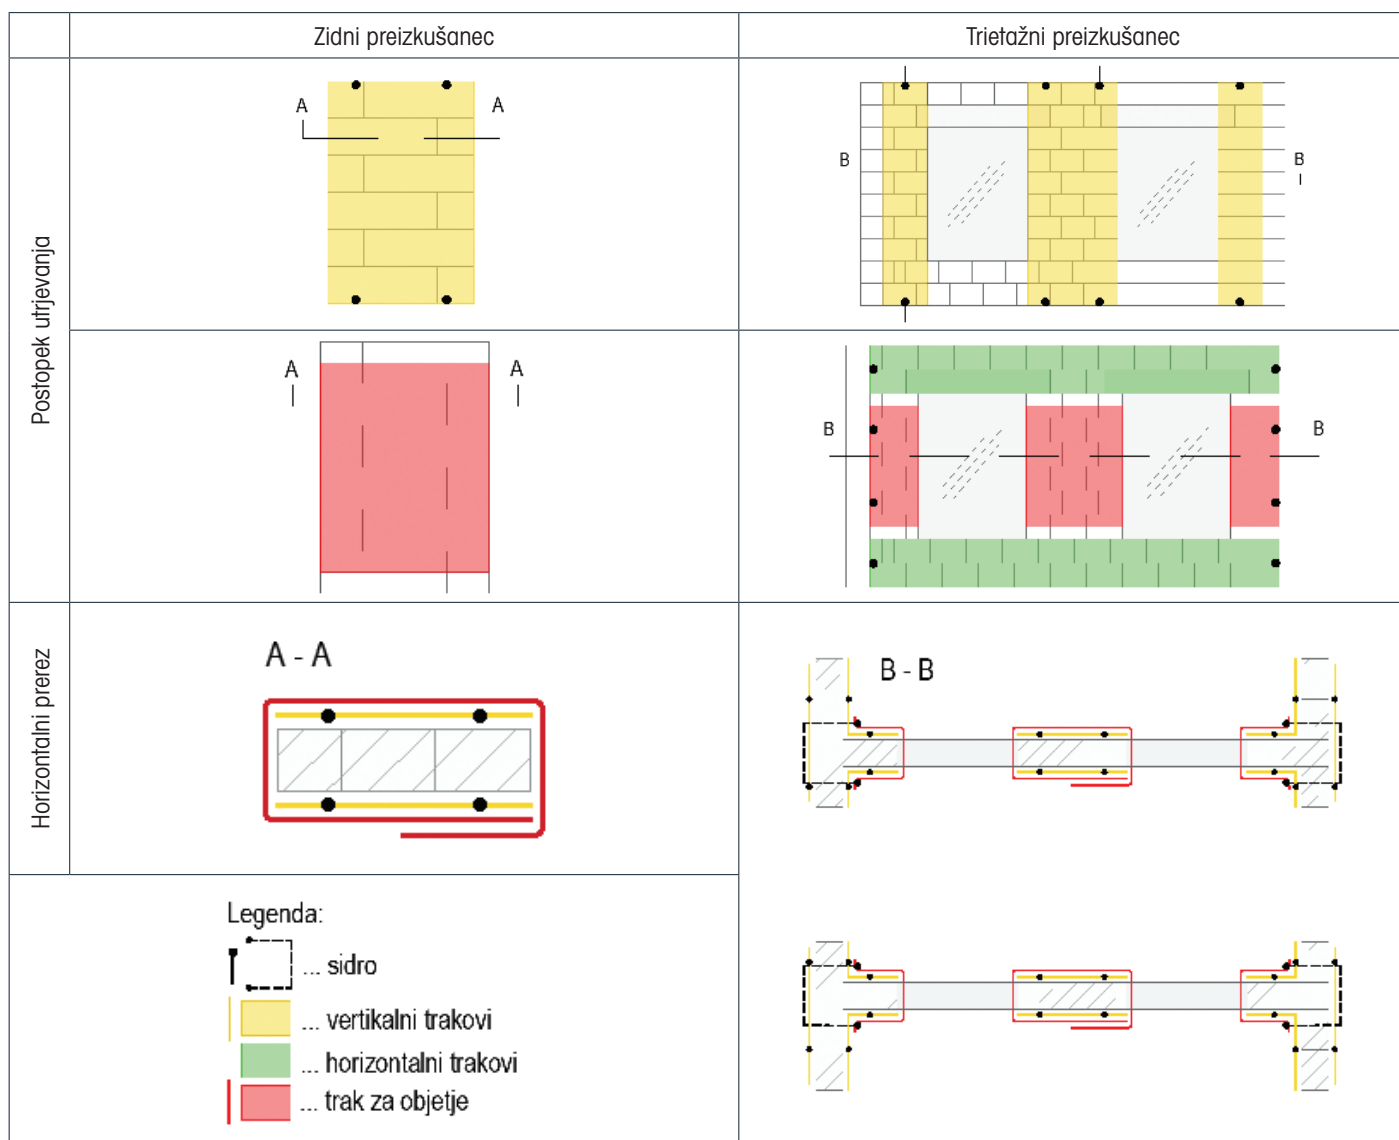 Zidni preizkušanec
Trietažni preizkušanec
Postopek utrjevanja
A
A
B
B
A
A
B
B
Horizontalni prerez
A - A
B - B
Legenda:
... sidro
... vertikalni trakovi
... horizontalni trakovi
... trak za objetje